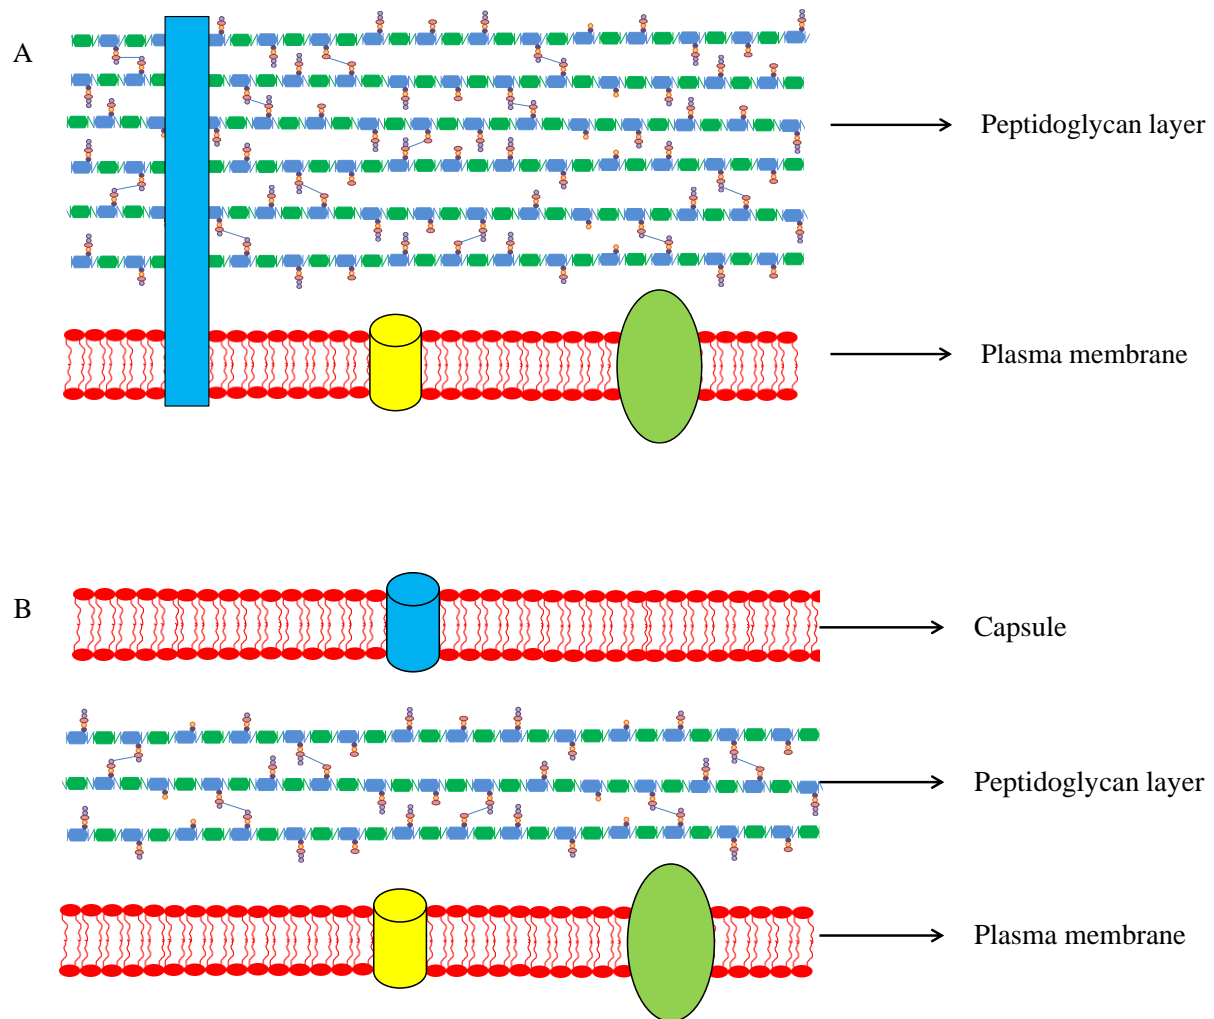 A
Peptidoglycan layer
Plasma membrane
B
Capsule
Peptidoglycan layer
Plasma membrane